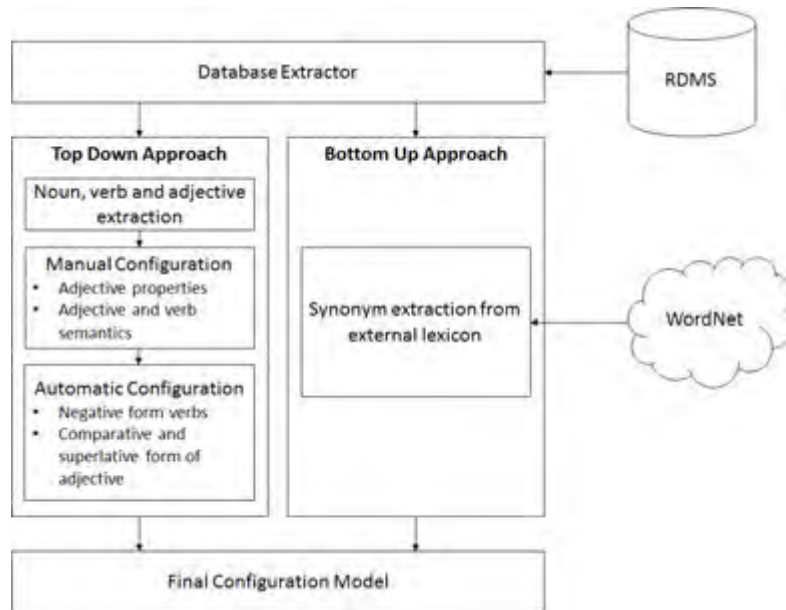 Database Extractor
RDMS
Top Down Approach
Noun, verb and adjective
extraction
Manual Configuration
• Adjective properties
• Adjective and verb
semantics
Automatic Configuration
• Negative form verbs
• Comparative and
superlative form of
adjective
Bottom Up Approach
Synonym extraction from
external lexicon
WordNet
Final Configuration Model